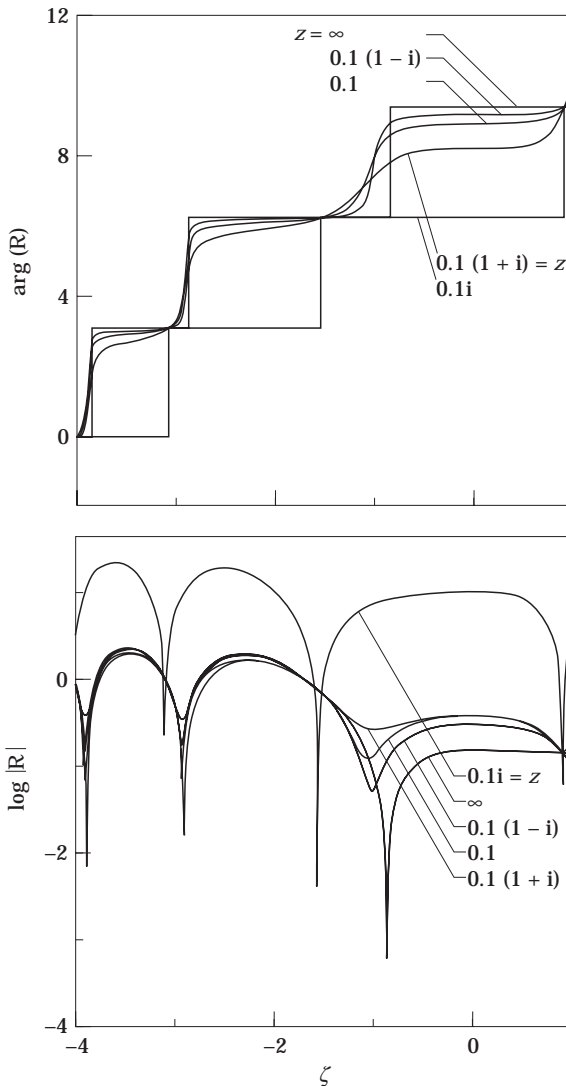 12
z = ∞
0.1 (1 – i)
0.1
8
arg (R)
0.1 (1 + i) = z
0.1i
4
0
0
log |R|
0.1i = z
∞
0.1 (1 – i)
–2
0.1
0.1 (1 + i)
–4
–4
–2
0
ζ